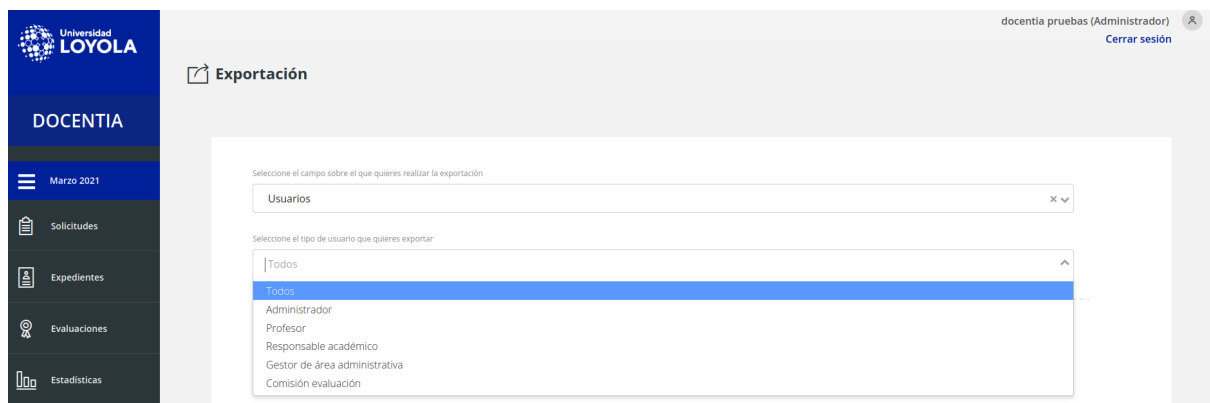 docentia pruebas (Administrador)
Cerrar sesión
Universidad
LOYOLA
Exportación
DOCENTIA
Marzo 2021
Solicitudes
Expedientes
Evaluaciones
Estadísticas
Seleccione el campo sobre el que quieres realizar la exportación
Usuarios
Seleccione el tipo de usuario que quieres exportar
Todos
Todos
Administrador
Profesor
Responsable académico
Gestor de área administrativa
Comisión evaluación